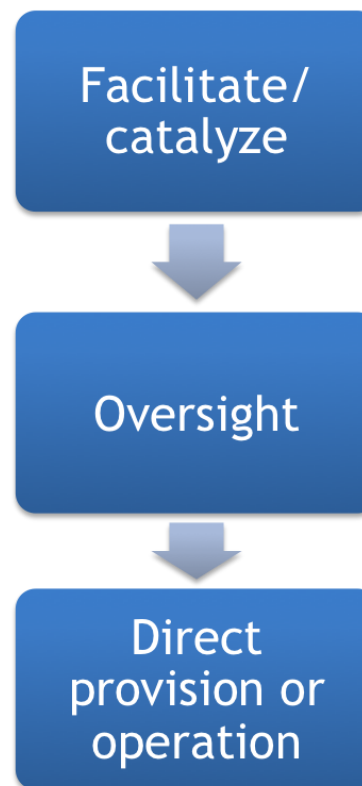 Facilitate/
catalyze
Oversight
Direct
provision or
operation